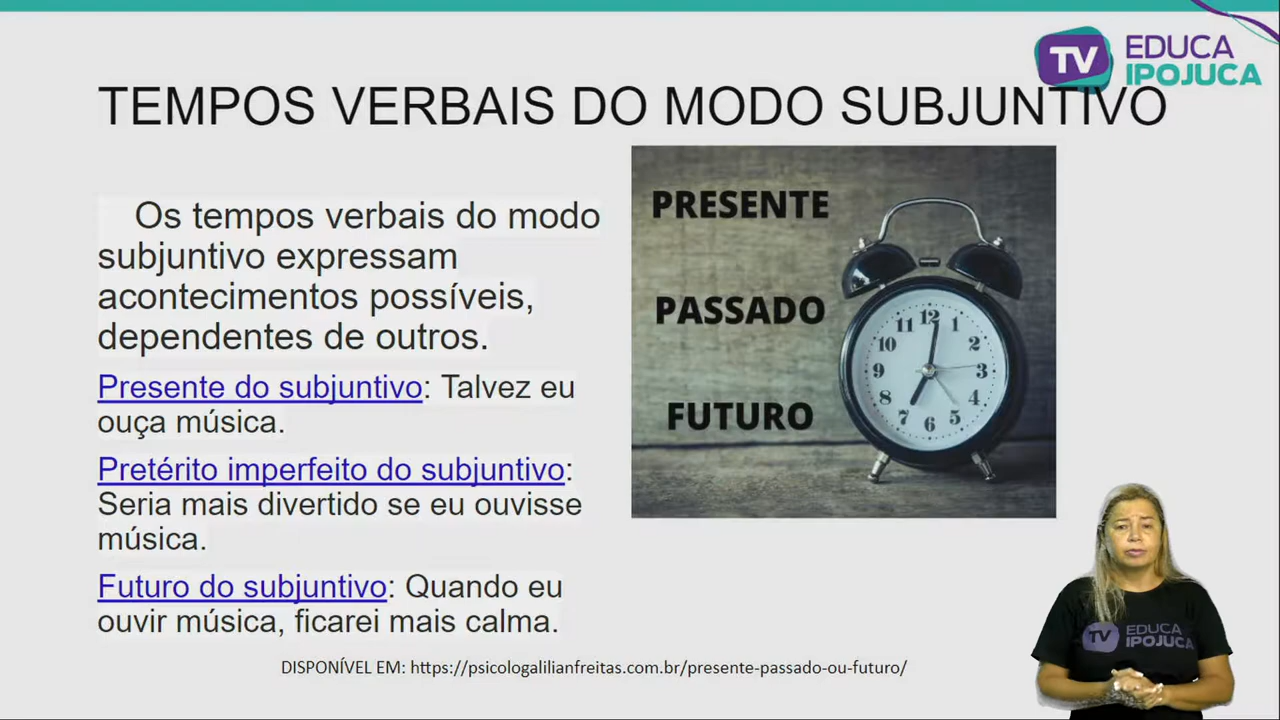 TV EDUCA
IPOJUCA
TEMPOS VERBAIS DO MODO SUBJUNTIVO
Os tempos verbais do modo
subjuntivo expressam
acontecimentos possíveis,
dependentes de outros.
Presente do subjuntivo: Talvez eu
ouça música.
Pretérito imperfeito do subjuntivo:
Seria mais divertido se eu ouvisse
música.
Futuro do subjuntivo: Quando eu
ouvir música, ficarei mais calma.
PRESENTE
PASSADO
FUTURO
12
1
2
3
4
5
6
7
8
9
10
11
DISPONÍVEL EM: https://psicologalilianfreitas.com.br/presente-passado-ou-futuro/
TV EDUCA
IPOJUCA